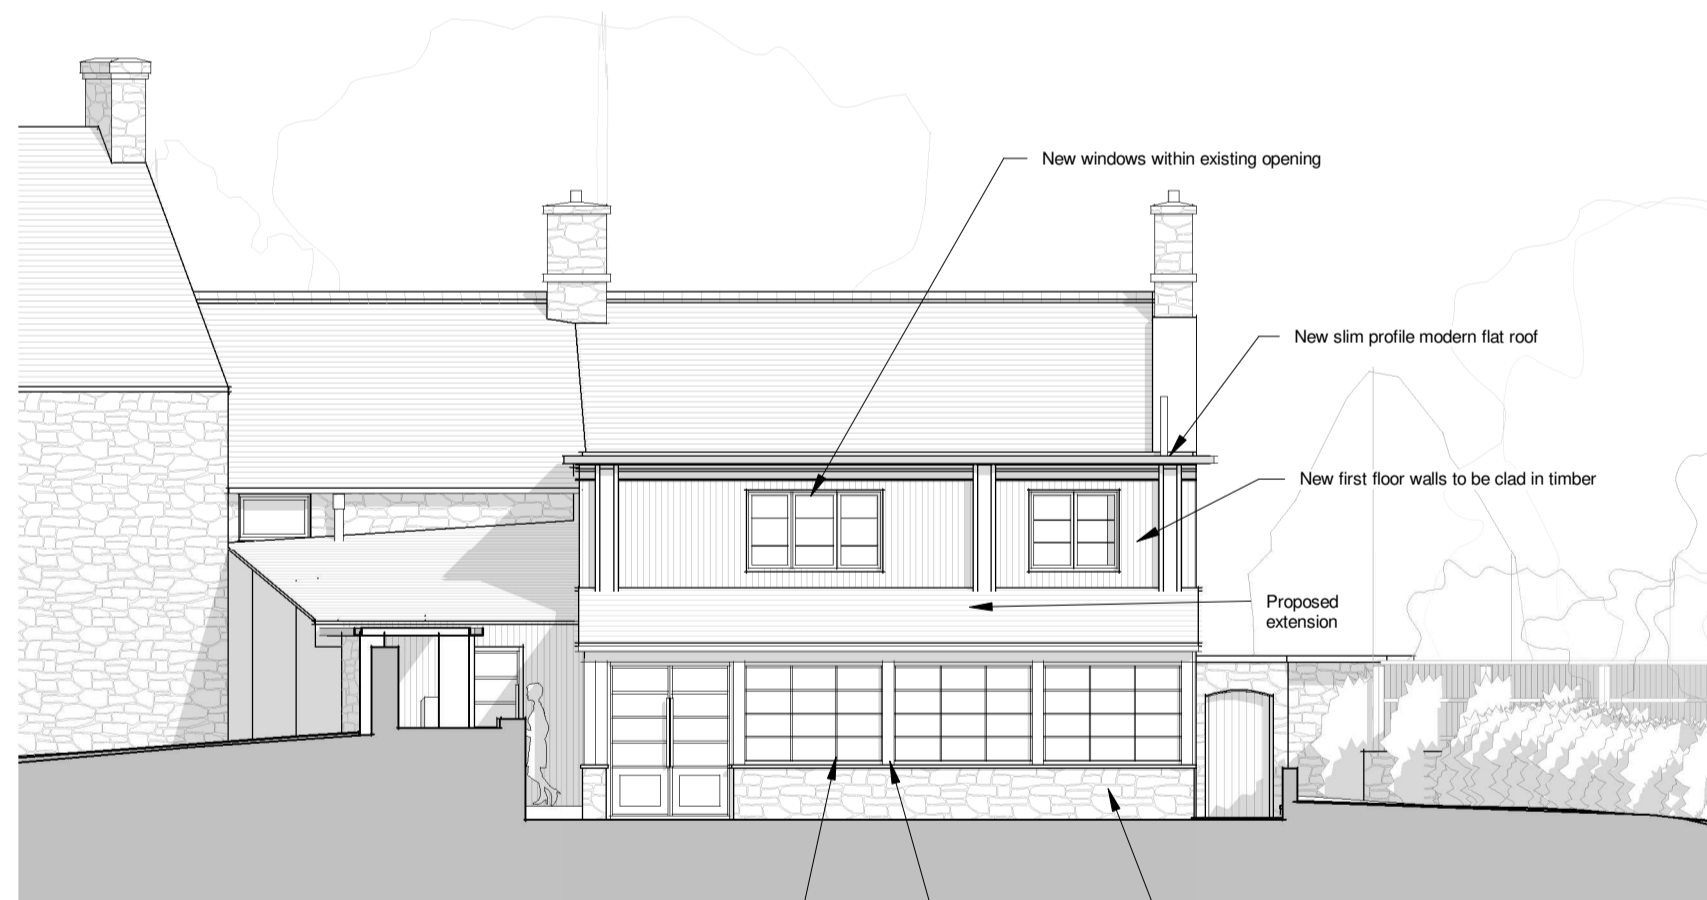 New windows within existing opening
New slim profile modern flat roof
New first floor walls to be clad in timber
Proposed
extension